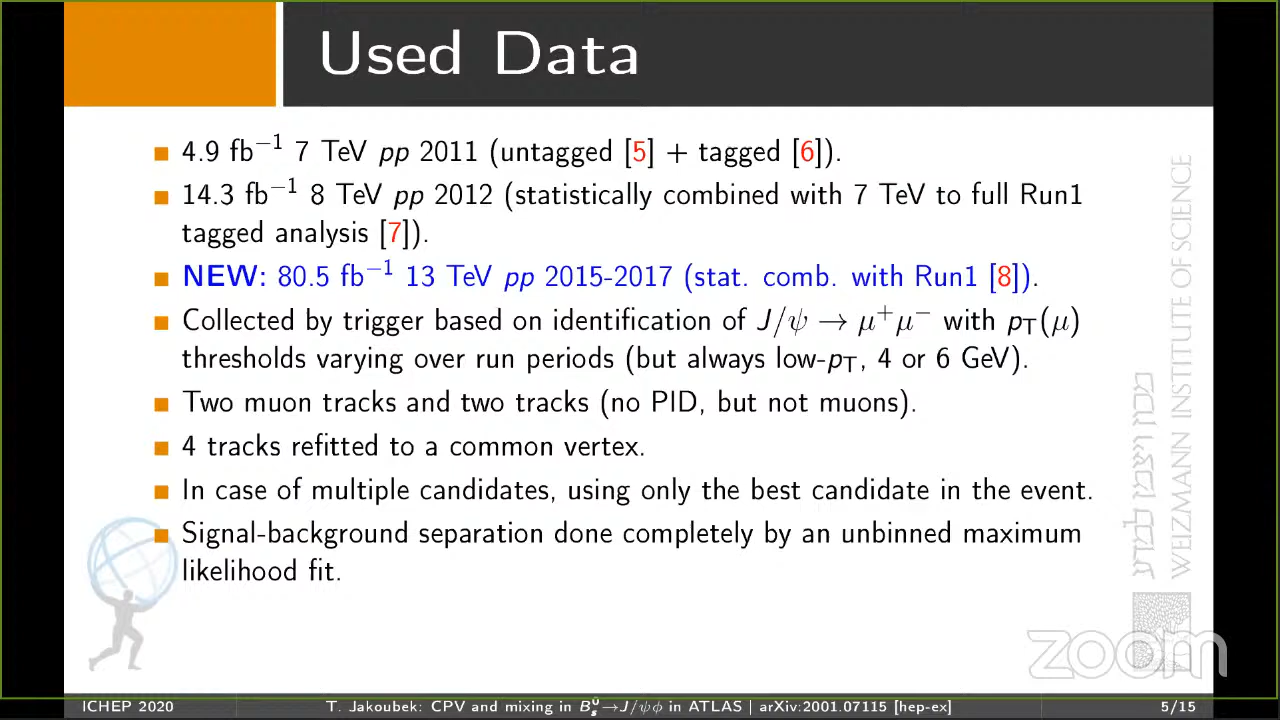 Used Data
4.9 fb⁻¹ 7 TeV pp 2011 (untagged [5] + tagged [6]).
14.3 fb⁻¹ 8 TeV pp 2012 (statistically combined with 7 TeV to full Run1
tagged analysis [7]).
NEW: 80.5 fb⁻¹ 13 TeV pp 2015-2017 (stat. comb. with Run1 [8]).
Collected by trigger based on identification of J/ψ → μ⁺μ⁻ with p_T(μ)
thresholds varying over run periods (but always low-p_T, 4 or 6 GeV).
Two muon tracks and two tracks (no PID, but not muons).
4 tracks refitted to a common vertex.
In case of multiple candidates, using only the best candidate in the event.
Signal-background separation done completely by an unbinned maximum
likelihood fit.
מכון ויצמן למדע
WEIZMANN INSTITUTE OF SCIENCE
zoom
ICHEP 2020
T. Jakoubek: CPV and mixing in B⁰ₛ→J/ψϕ in ATLAS | arXiv:2001.07115 [hep-ex]
5/15